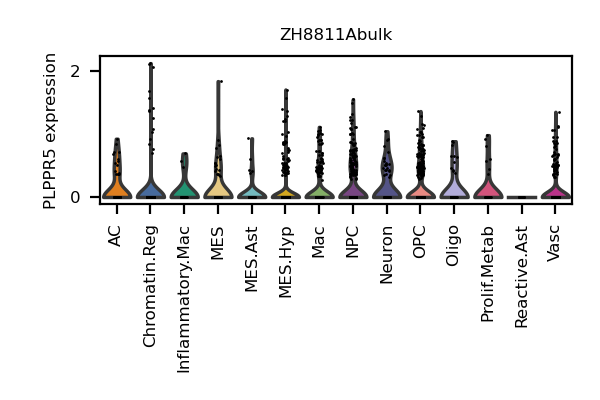 ZH8811Abulk
PLPPR5 expression
2
0
AC
Chromatin.Reg
Inflammatory.Mac
MES
MES.Ast
MES.Hyp
Mac
NPC
Neuron
OPC
Oligo
Prolif.Metab
Reactive.Ast
Vasc